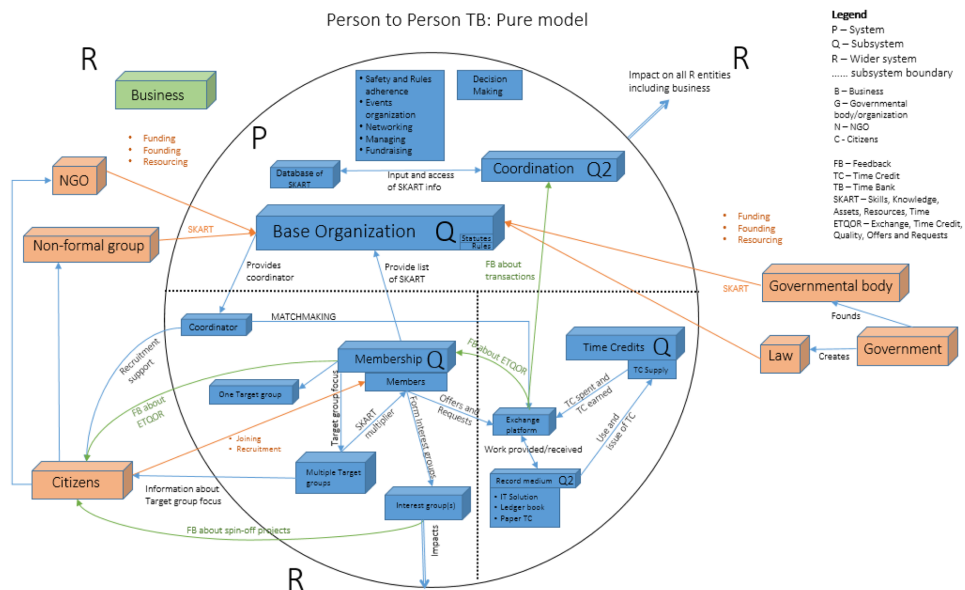 Person to Person TB: Pure model
Legend
P – System
Q – Subsystem
R – Wider system
...... subsystem boundary
B – Business
G – Governmental
body/organization
N – NGO
C - Citizens
FB – Feedback
TC – Time Credit
TB – Time Bank
SKART – Skills, Knowledge,
Assets, Resources, Time
ETQOR – Exchange, Time Credit,
Quality, Offers and Requests
R
R
Business
• Funding
• Founding
• Resourcing
P
• Safety and Rules
adherence
• Events
organization
• Networking
• Managing
• Fundraising
Decision
Making
Impact on all R entities
including business
NGO
Database of
SKART
Input and access
of SKART info
Coordination Q2
Non-formal group
SKART
Base Organization Q
Statutes
Rules
• Funding
• Founding
• Resourcing
Provides
coordinator
Provide list
of SKART
FB about
transactions
SKART
Governmental body
Founds
Coordinator
MATCHMAKING
Recruitment
support
Membership Q
Members
FB about ETQOR
Time Credits Q
TC Supply
Law
Creates
Government
One Target group
FB about
ETQOR
Target group focus
SKART
multiplier
Form Interest groups
Offers and
Requests
Exchange
platform
TC spent and
TC earned
Use and
issue of TC
• Joining
• Recruitment
Work provided/received
Citizens
Information about
Target group focus
Multiple Target
groups
Record medium Q2
• IT Solution
• Ledger book
• Paper TC
Interest group(s)
FB about spin-off projects
Impacts
R